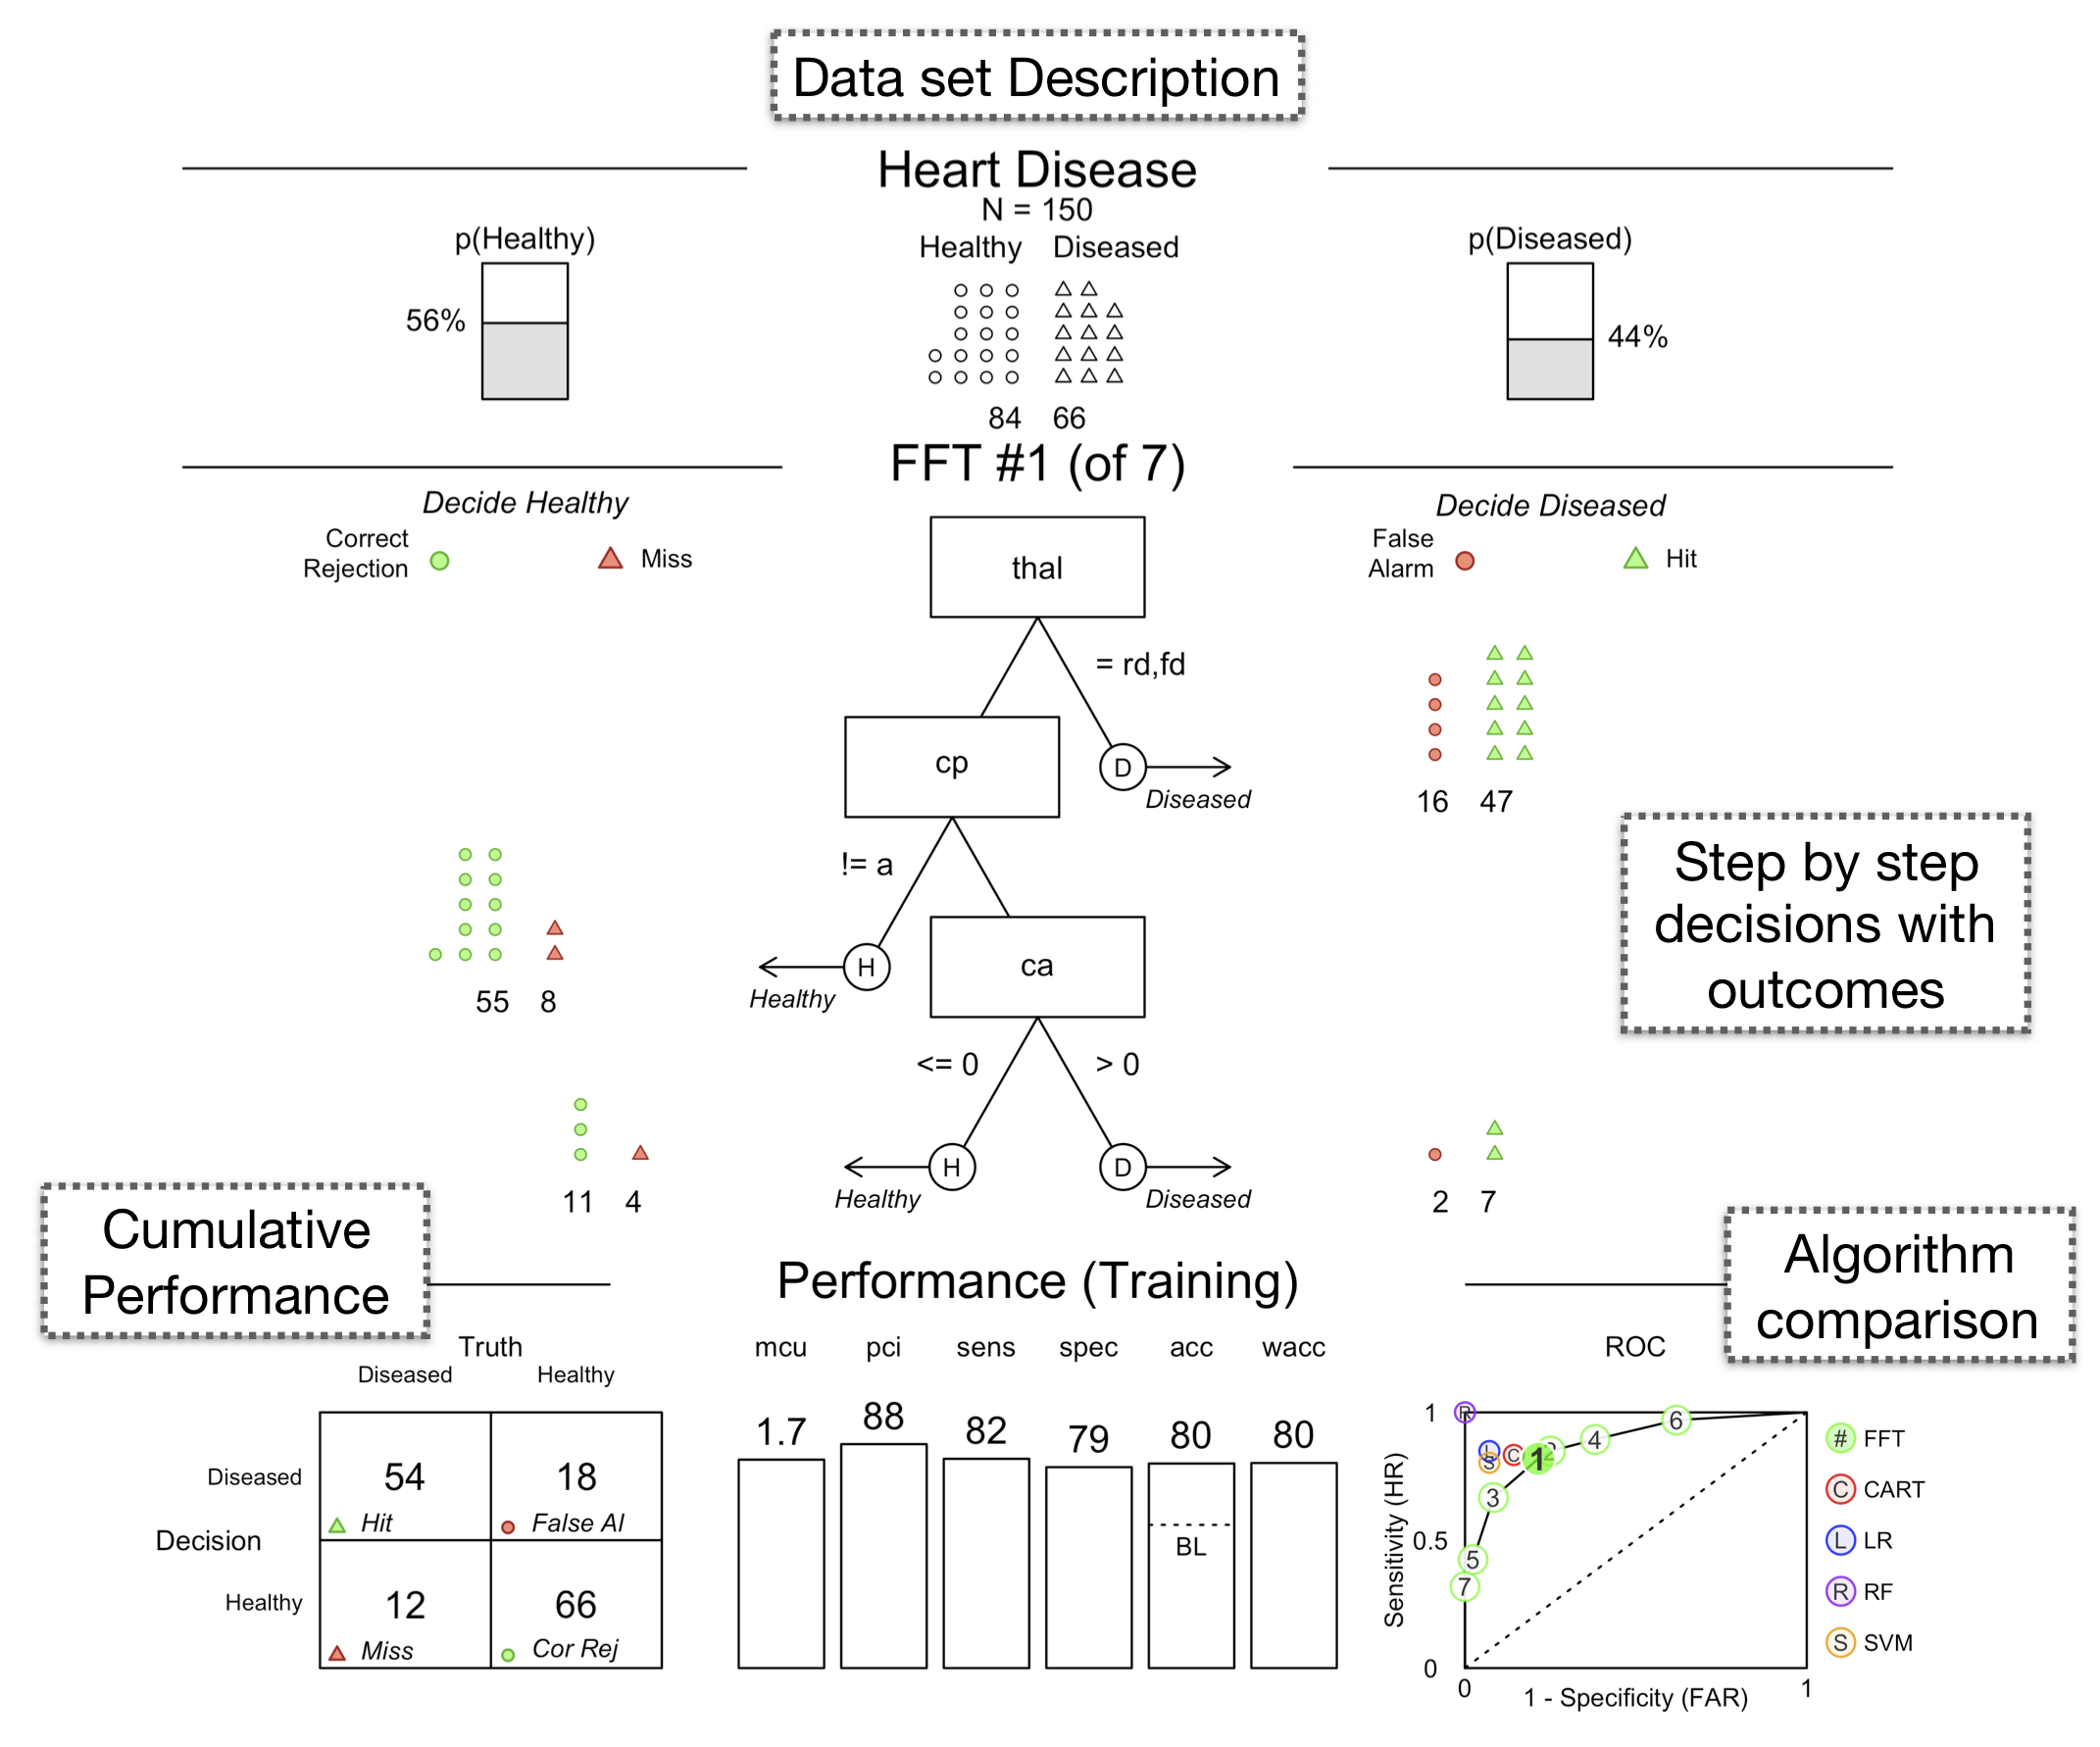 Data set Description
Heart Disease
N = 150
Healthy Diseased
p(Healthy)
56%
p(Diseased)
44%
84 66
FFT #1 (of 7)
Decide Healthy
Correct
Rejection
Miss
Decide Diseased
False
Alarm
Hit
thal
= rd,fd
cp
D
Diseased
16 47
!= a
H
Healthy
55 8
ca
Step by step
decisions with
outcomes
<= 0
> 0
H
Healthy
D
Diseased
11 4
2 7
Cumulative
Performance
Performance (Training)
Algorithm
comparison
Truth
Diseased Healthy
Decision
Diseased
54
Hit
18
False Al
Healthy
12
Miss
66
Cor Rej
mcu pci sens spec acc wacc
1.7 88 82 79 80 80
BL
ROC
Sensitivity (HR)
1
0.5
0
0
1
1 - Specificity (FAR)
R
L
S
C
1
2
3
4
5
6
7
# FFT
C CART
L LR
R RF
S SVM